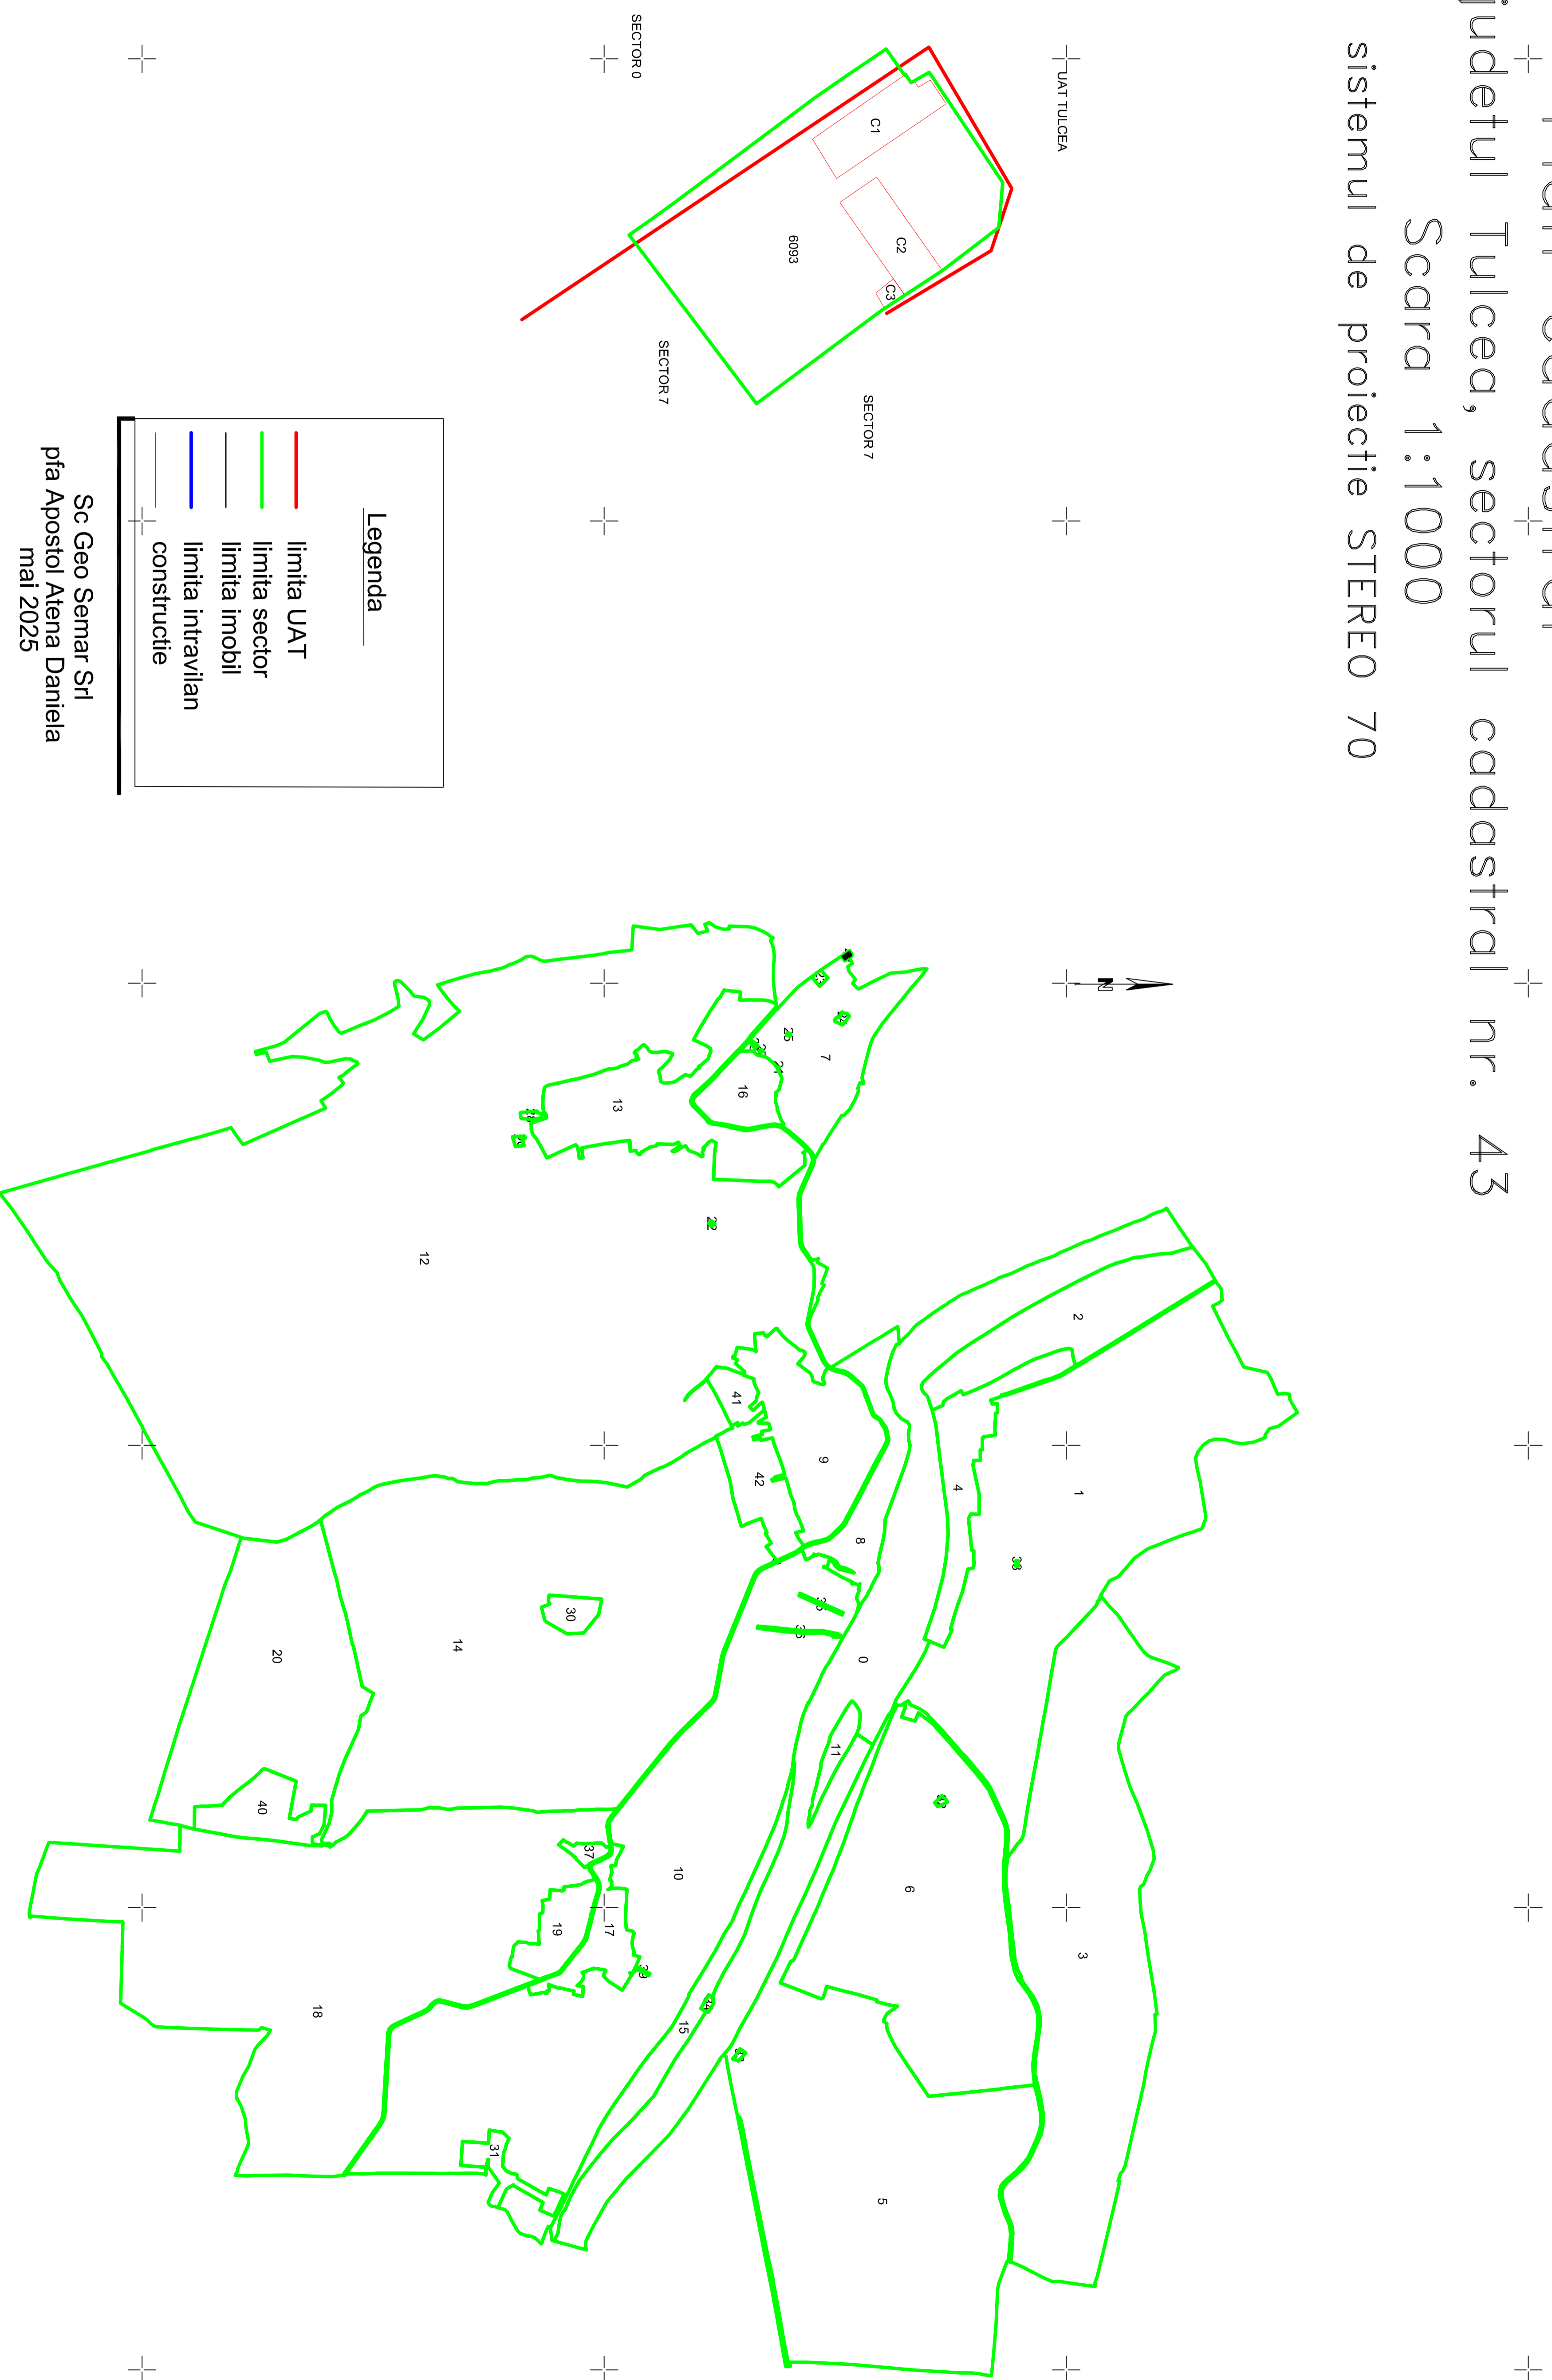 judetul Tulcea, sectorul cadastral nr. 43
Scara 1:1000
sistemul de proiectie STEREO 70
UAT TULCEA
SECTOR 0
SECTOR 7
SECTOR 7
C1
C2
C3
6093
Legenda
limita UAT
limita sector
limita imobil
limita intravilan
constructie
Sc Geo Semar Srl
pfa Apostol Atena Daniela
mai 2025
N
25
7
16
13
22
12
2
41
9
42
4
1
8
38
30
14
20
36
0
11
40
37
10
6
19
17
3
18
15
31
5